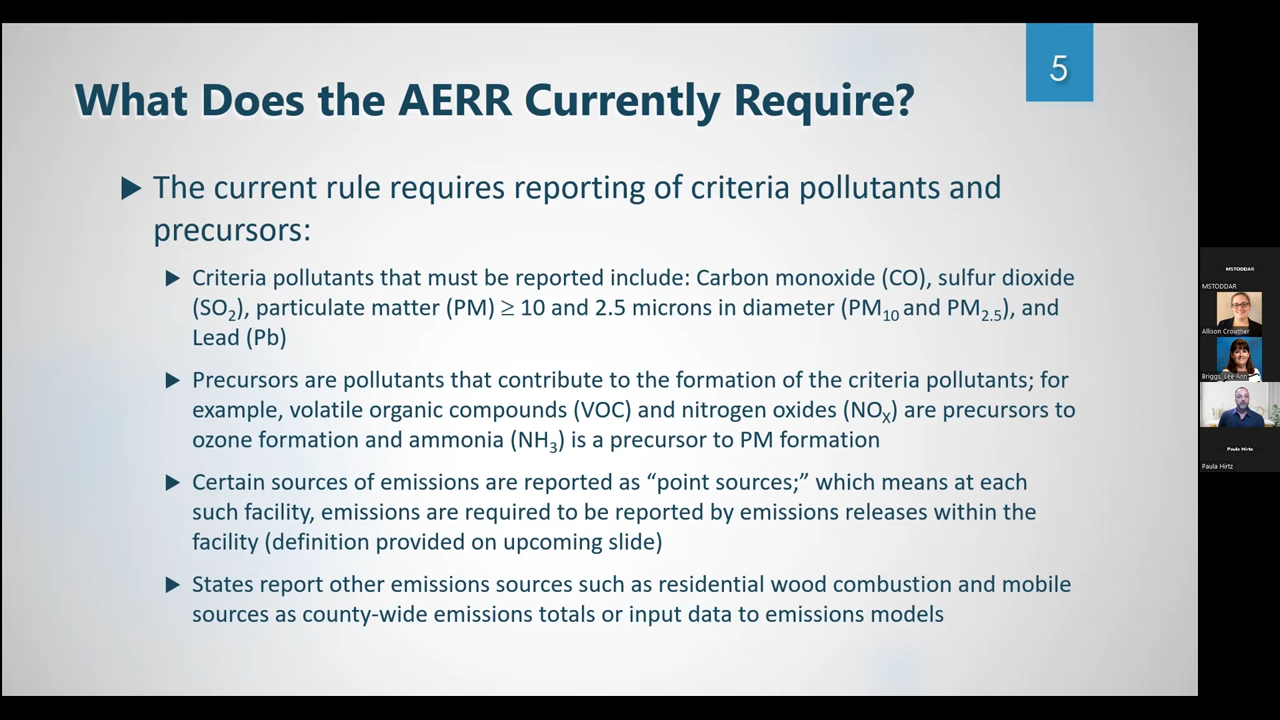 5
What Does the AERR Currently Require?
The current rule requires reporting of criteria pollutants and
precursors:
Criteria pollutants that must be reported include: Carbon monoxide (CO), sulfur dioxide
(SO2), particulate matter (PM) ≥ 10 and 2.5 microns in diameter (PM10 and PM2.5), and
Lead (Pb)
Precursors are pollutants that contribute to the formation of the criteria pollutants; for
example, volatile organic compounds (VOC) and nitrogen oxides (NOX) are precursors to
ozone formation and ammonia (NH3) is a precursor to PM formation
Certain sources of emissions are reported as “point sources;” which means at each
such facility, emissions are required to be reported by emissions releases within the
facility (definition provided on upcoming slide)
States report other emissions sources such as residential wood combustion and mobile
sources as county-wide emissions totals or input data to emissions models
MSTODDAR
MSTODDAR
Allison Crowther
Briggs, Lee Ann
Paula Hirtz
Paula Hirtz